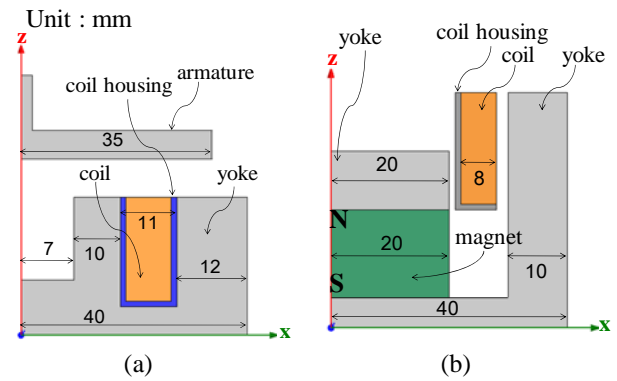 Unit : mm
z
armature
coil housing
35
coil
yoke
11
7
10
12
40
x
(a)
yoke
z
coil housing
coil
yoke
20
8
N
20
magnet
S
10
40
x
(b)